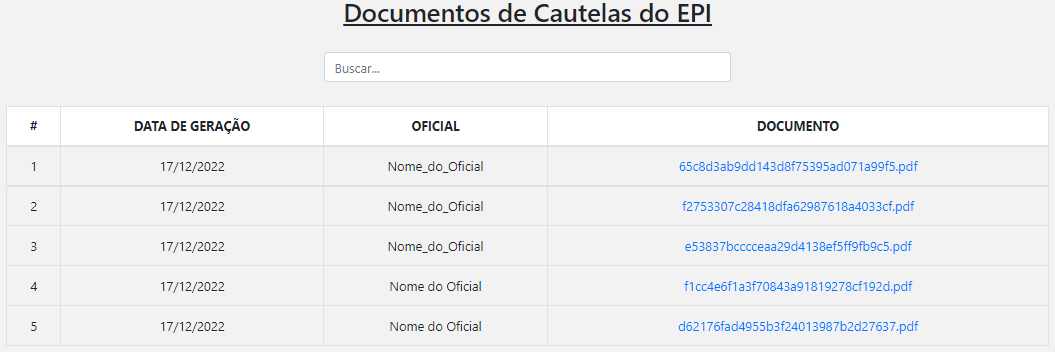 Documentos de Cautelas do EPI
Buscar...
# DATA DE GERAÇÃO OFICIAL DOCUMENTO
1 17/12/2022 Nome_do_Oficial 65c8d3ab9dd143d8f75395ad071a99f5.pdf
2 17/12/2022 Nome_do_Oficial f2753307c28418dfa62987618a4033cf.pdf
3 17/12/2022 Nome_do_Oficial e53837bcccceaa29d4138ef5ff9fb9c5.pdf
4 17/12/2022 Nome do Oficial f1cc4e6f1a3f70843a91819278cf192d.pdf
5 17/12/2022 Nome do Oficial d62176fad4955b3f24013987b2d27637.pdf